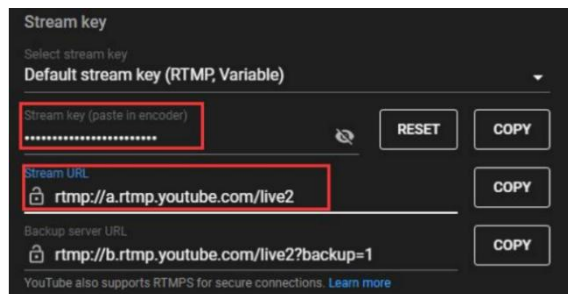 Stream key
Select stream key
Default stream key (RTMP, Variable)
Stream key (paste in encoder)
••••••••••••••••••••••••
RESET
COPY
Stream URL
rtmp://a.rtmp.youtube.com/live2
COPY
Backup server URL
rtmp://b.rtmp.youtube.com/live2?backup=1
COPY
YouTube also supports RTMPS for secure connections. Learn more